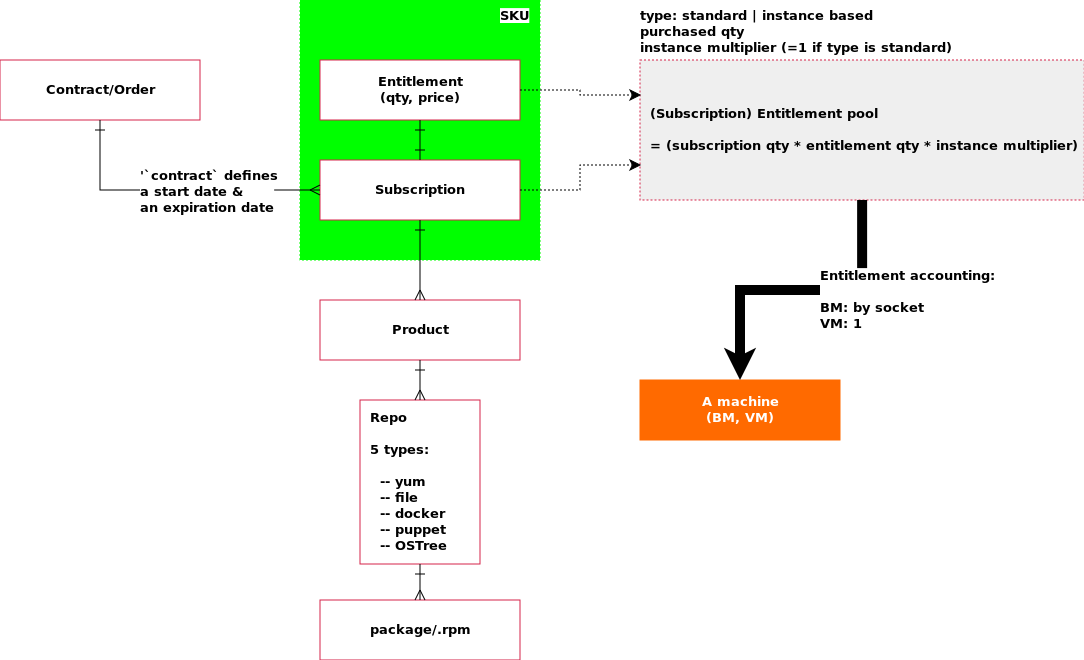 SKU
type: standard | instance based
purchased qty
instance multiplier (=1 if type is standard)
Contract/Order
Entitlement
(qty, price)
(Subscription) Entitlement pool
= (subscription qty * entitlement qty * instance multiplier)
'`contract` defines
a start date &
an expiration date
Subscription
Entitlement accounting:
BM: by socket
VM: 1
Product
A machine
(BM, VM)
Repo
5 types:
-- yum
-- file
-- docker
-- puppet
-- OSTree
package/.rpm